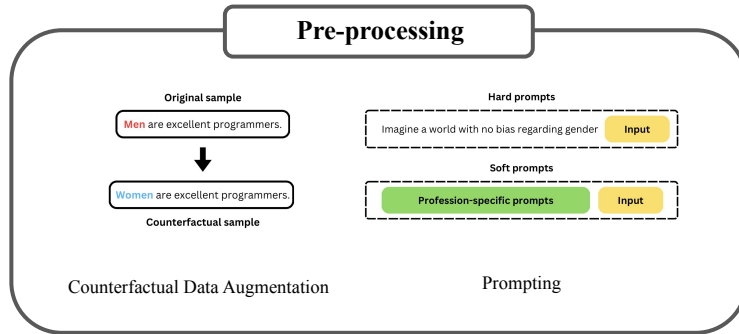 Pre-processing
Original sample
Men are excellent programmers.
Women are excellent programmers.
Counterfactual sample
Counterfactual Data Augmentation
Hard prompts
Imagine a world with no bias regarding gender Input
Soft prompts
Profession-specific prompts Input
Prompting